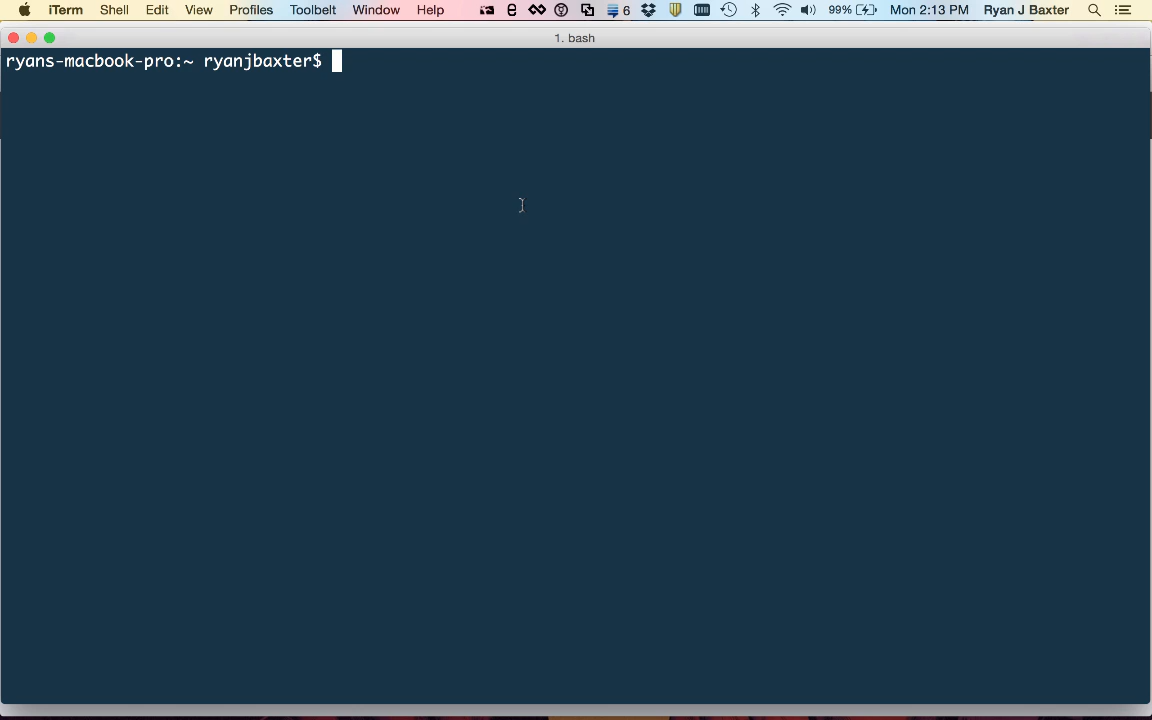 iTerm Shell Edit View Profiles Toolbelt Window Help 6 99% Mon 2:13 PM Ryan J Baxter
1. bash
ryans-macbook-pro:~ ryanjbaxter$